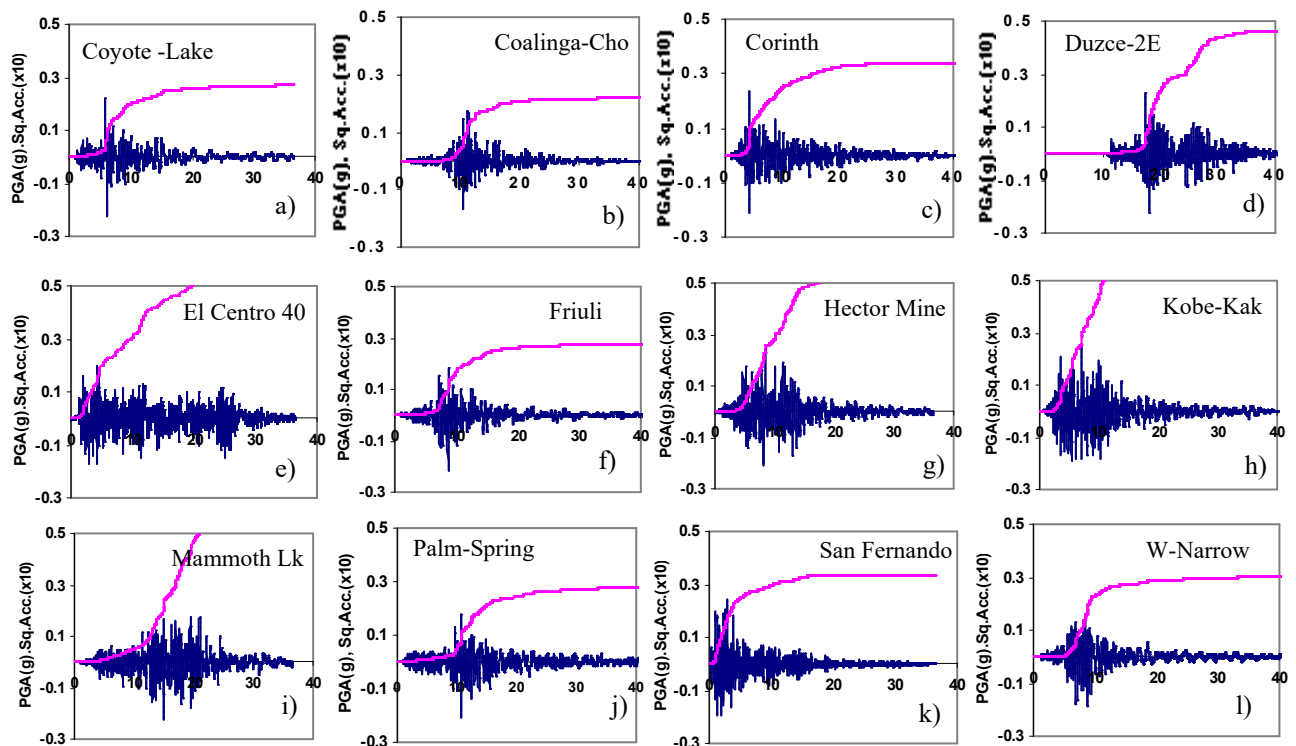 0.5
0.3
0.1
-0.1
-0.3
PGA(g).Sq.Acc.(x10)
Coyote -Lake
0 10 20 30 40
a)
0.5
0.3
0.1
-0.1
-0.3
PGA(g). Sq.Acc.(x10)
Coalinga-Cho
0 10 20 30 40
b)
0.5
0.3
0.1
-0.1
-0.3
PGA(g). Sq.Acc.(x10)
Corinth
0 10 20 30 40
c)
0.5
0.3
0.1
-0.1
-0.3
PGA(g).Sq.Acc.(x10)
Duzce-2E
0 10 20 30 40
d)
0.5
0.3
0.1
-0.1
-0.3
PGA(g).Sq.Acc.(x10)
El Centro 40
0 10 20 30 40
e)
0.5
0.3
0.1
-0.1
-0.3
PGA(g). Sq.Acc.(x10)
Friuli
0 10 20 30 40
f)
0.5
0.3
0.1
-0.1
-0.3
PGA(g).Sq.Acc.(x10)
Hector Mine
0 10 20 30 40
g)
0.5
0.3
0.1
-0.1
-0.3
PGA(g),Sq.Acc.(x10)
Kobe-Kak
0 10 20 30 40
h)
0.5
0.3
0.1
-0.1
-0.3
PGA(g).Sq.Acc.(x10)
Mammoth Lk
0 10 20 30 40
i)
0.5
0.3
0.1
-0.1
-0.3
PGA(g), Sq.Acc.(x10)
Palm-Spring
0 10 20 30 40
j)
0.5
0.3
0.1
-0.1
-0.3
PGA(g).Sq.Acc.(x10)
San Fernando
0 10 20 30 40
k)
0.5
0.3
0.1
-0.1
-0.3
PGA(g).Sq.Acc.(x10)
W-Narrow
0 10 20 30 40
l)